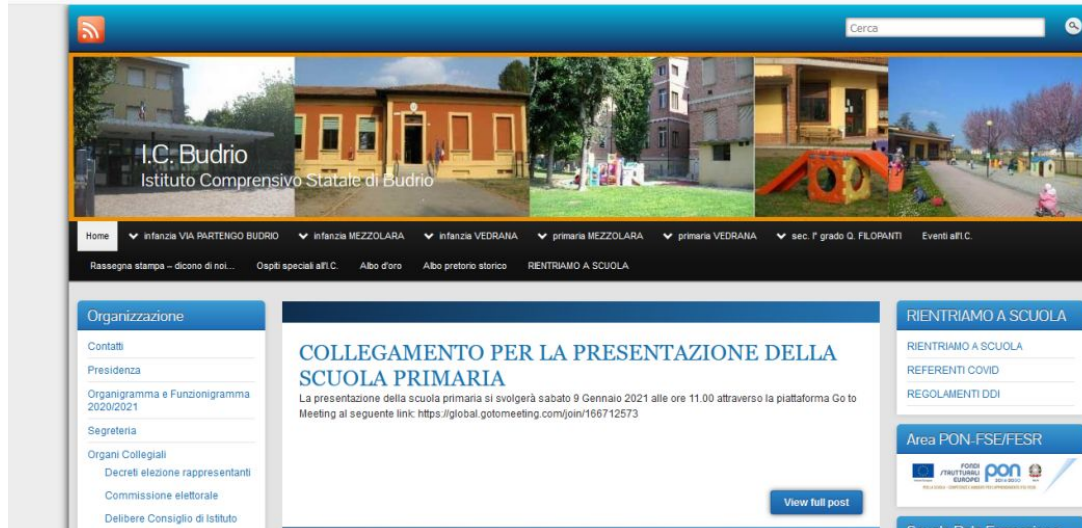 Cerca
I.C. Budrio
Istituto Comprensivo Statale di Budrio
Home infanzia VIA PARTENGO BUDRIO infanzia MEZZOLARA infanzia VEDRANA primaria MEZZOLARA primaria VEDRANA sec. I° grado Q. FILOPANTI Eventi all'I.C.
Rassegna stampa – dicono di noi... Ospiti speciali all'I.C. Albo d'oro Albo pretorio storico RIENTRIAMO A SCUOLA
Organizzazione
Contatti
Presidenza
Organigramma e Funzionigramma
2020/2021
Segreteria
Organi Collegiali
Decreti elezione rappresentanti
Commissione elettorale
Delibere Consiglio di Istituto
COLLEGAMENTO PER LA PRESENTAZIONE DELLA
SCUOLA PRIMARIA
La presentazione della scuola primaria si svolgerà sabato 9 Gennaio 2021 alle ore 11.00 attraverso la piattaforma Go to
Meeting al seguente link: https://global.gotomeeting.com/join/166712573
View full post
RIENTRIAMO A SCUOLA
RIENTRIAMO A SCUOLA
REFERENTI COVID
REGOLAMENTI DDI
Area PON-FSE/FESR
FONDI
STRUTTURALI
EUROPEI
pon
2014-2020